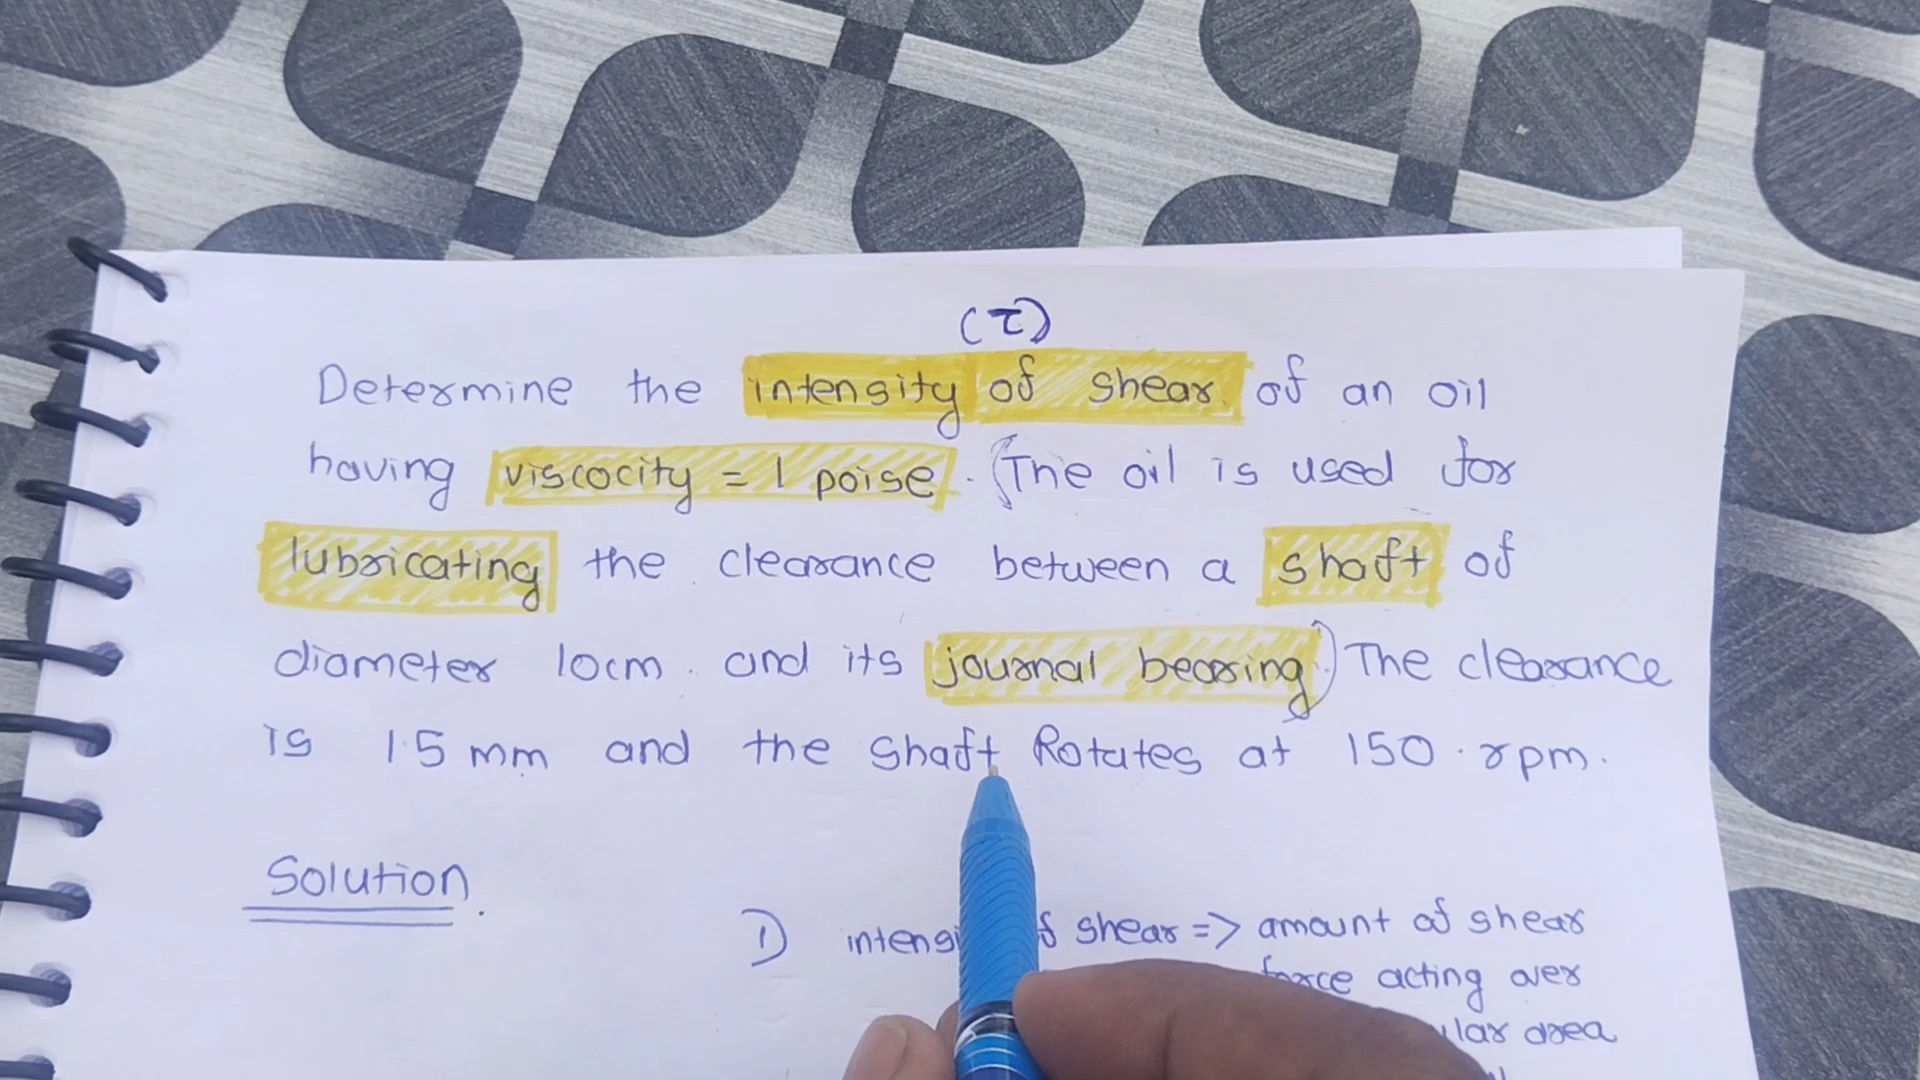 (τ)
Determine the intensity of shear of an oil
having viscocity = 1 poise. (The oil is used for
lubricating the clearance between a shaft of
diameter 10cm. and its journal bearing.) The clearance
is 1.5 mm and the shaft Rotates at 150 rpm.
Solution.
1) shear => amount of shear
force acting over
area